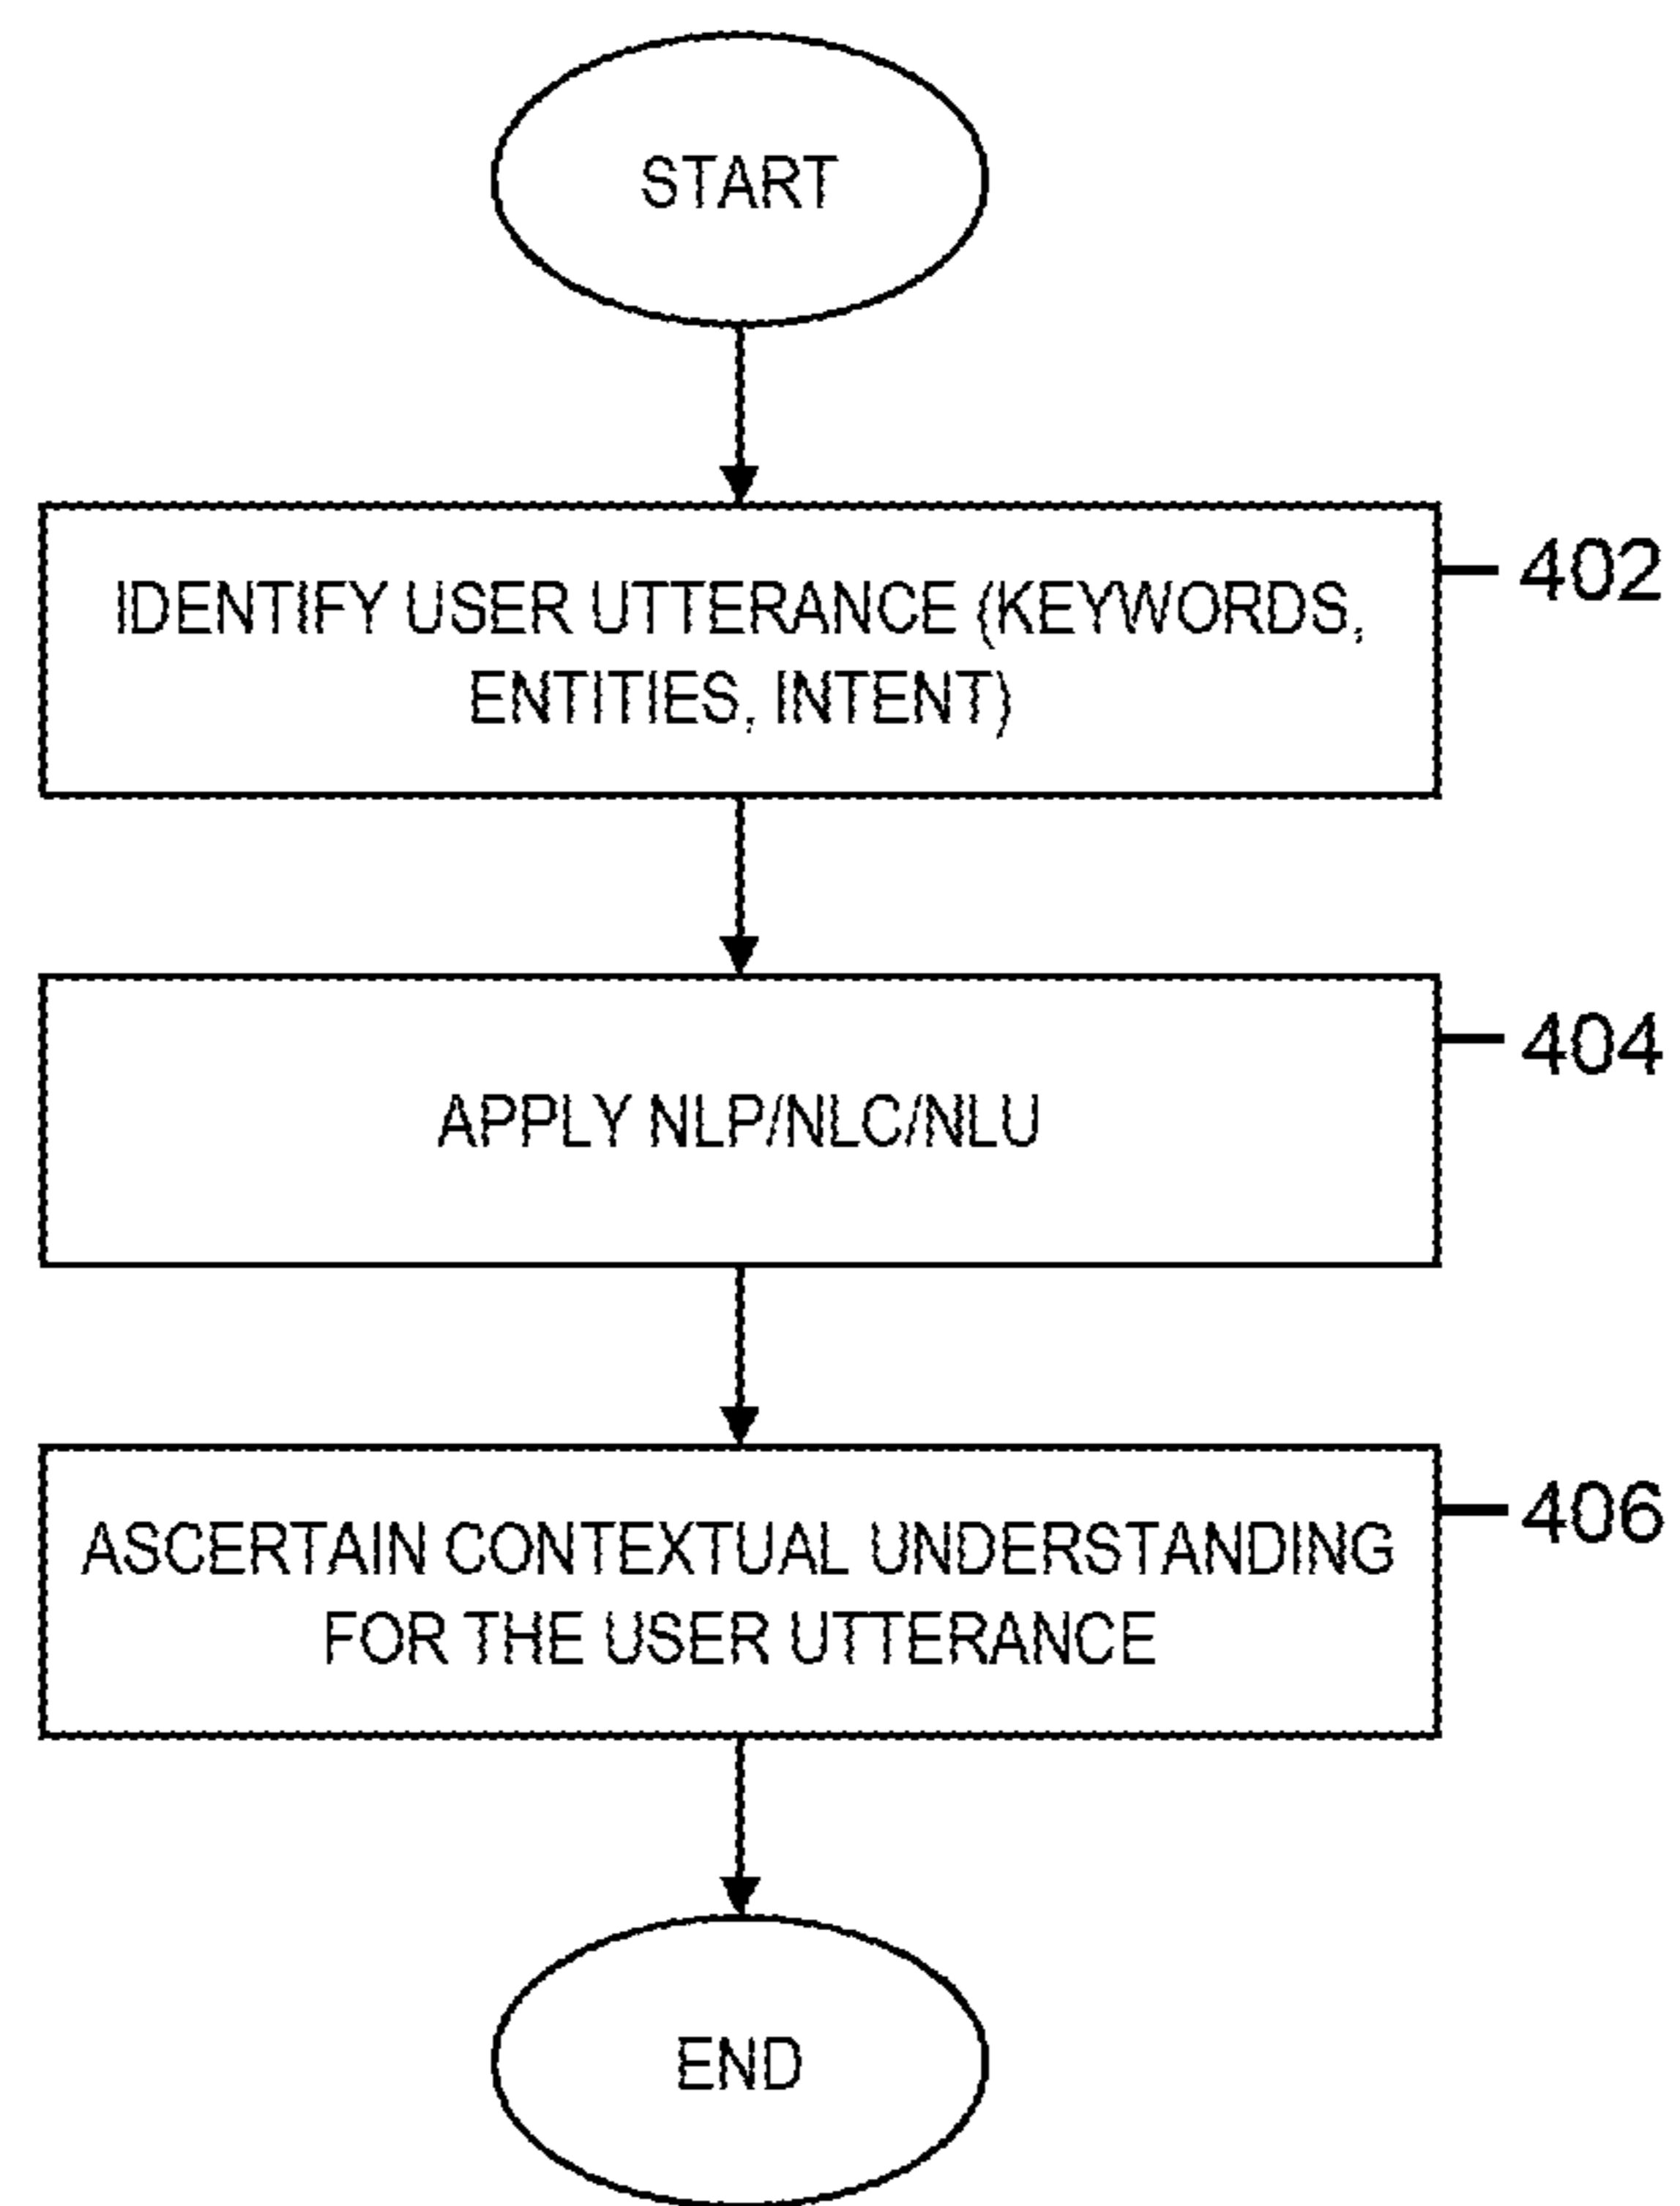 START
IDENTIFY USER UTTERANCE (KEYWORDS,
ENTITIES, INTENT)
402
APPLY NLP/NLC/NLU
404
ASCERTAIN CONTEXTUAL UNDERSTANDING
FOR THE USER UTTERANCE
406
END